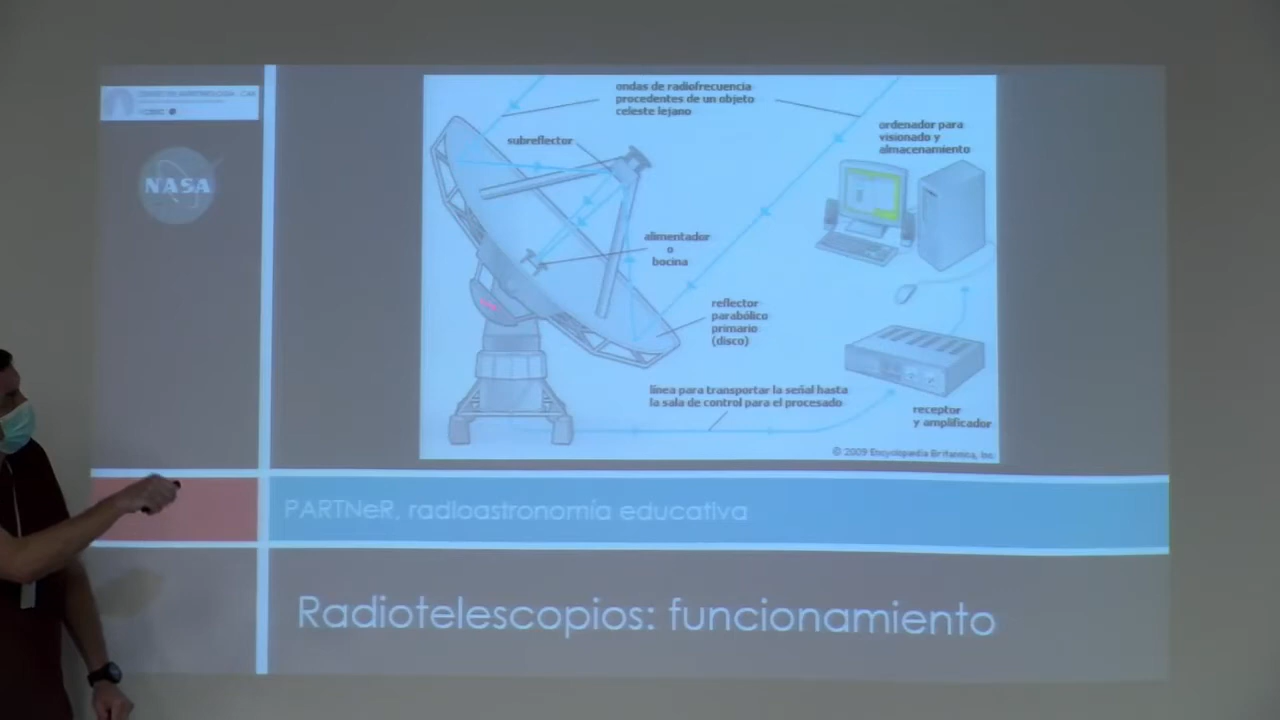 ondas de radiofrecuencia
procedentes de un objeto
celeste lejano
subreflector
ordenador para
visionado y
almacenamiento
NASA
alimentador
o
bocina
reflector
parabólico
primario
(disco)
línea para transportar la señal hasta
la sala de control para el procesado
receptor
y amplificador
© 2009 Encyclopædia Britannica, Inc.
PARTNeR, radioastronomía educativa
Radiotelescopios: funcionamiento